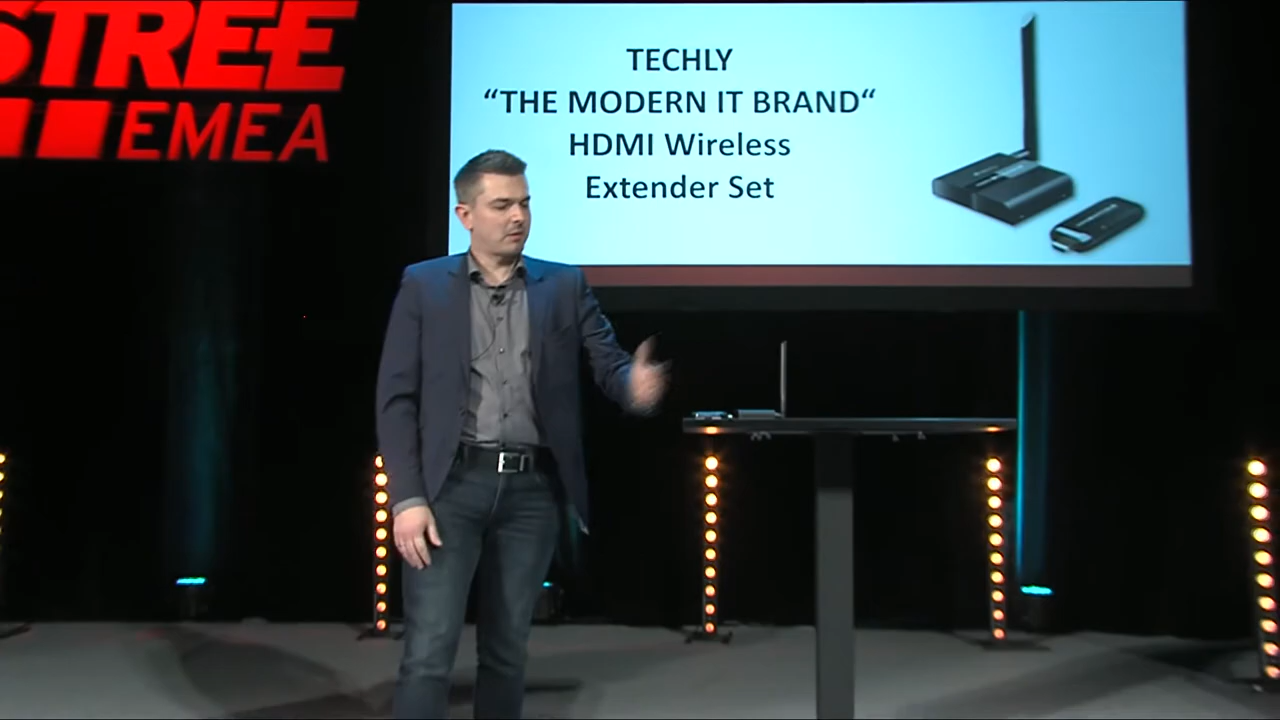 STREE
EMEA
TECHLY
“THE MODERN IT BRAND“
HDMI Wireless
Extender Set